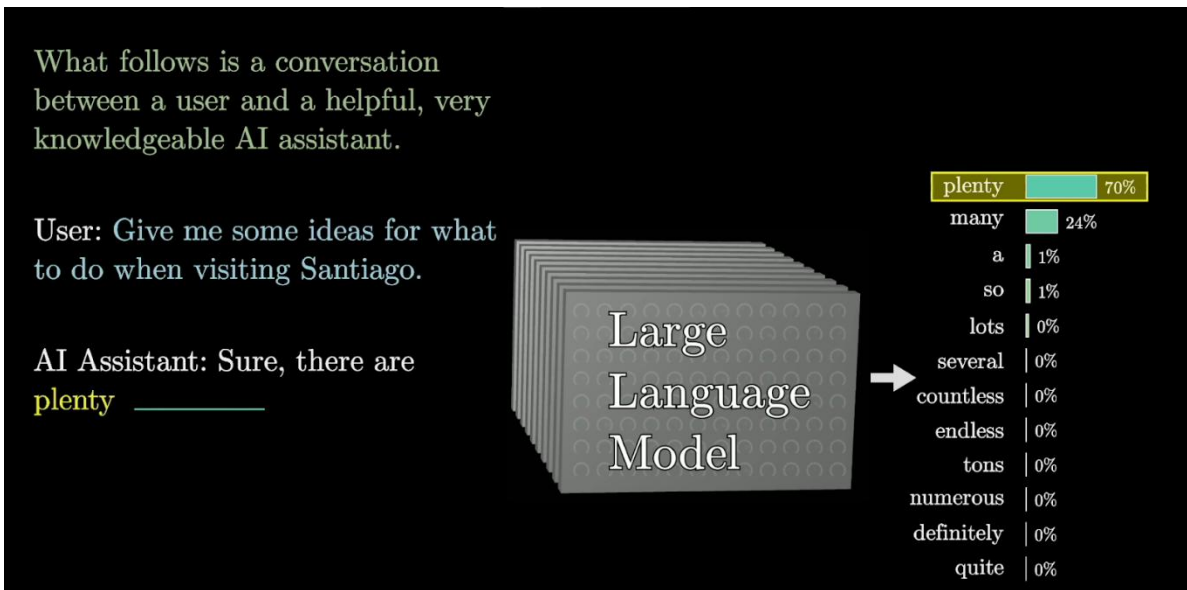 What follows is a conversation
between a user and a helpful, very
knowledgeable AI assistant.
User: Give me some ideas for what
to do when visiting Santiago.
AI Assistant: Sure, there are
plenty
Large
Language
Model
plenty 70%
many 24%
a 1%
so 1%
lots 0%
several 0%
countless 0%
endless 0%
tons 0%
numerous 0%
definitely 0%
quite 0%